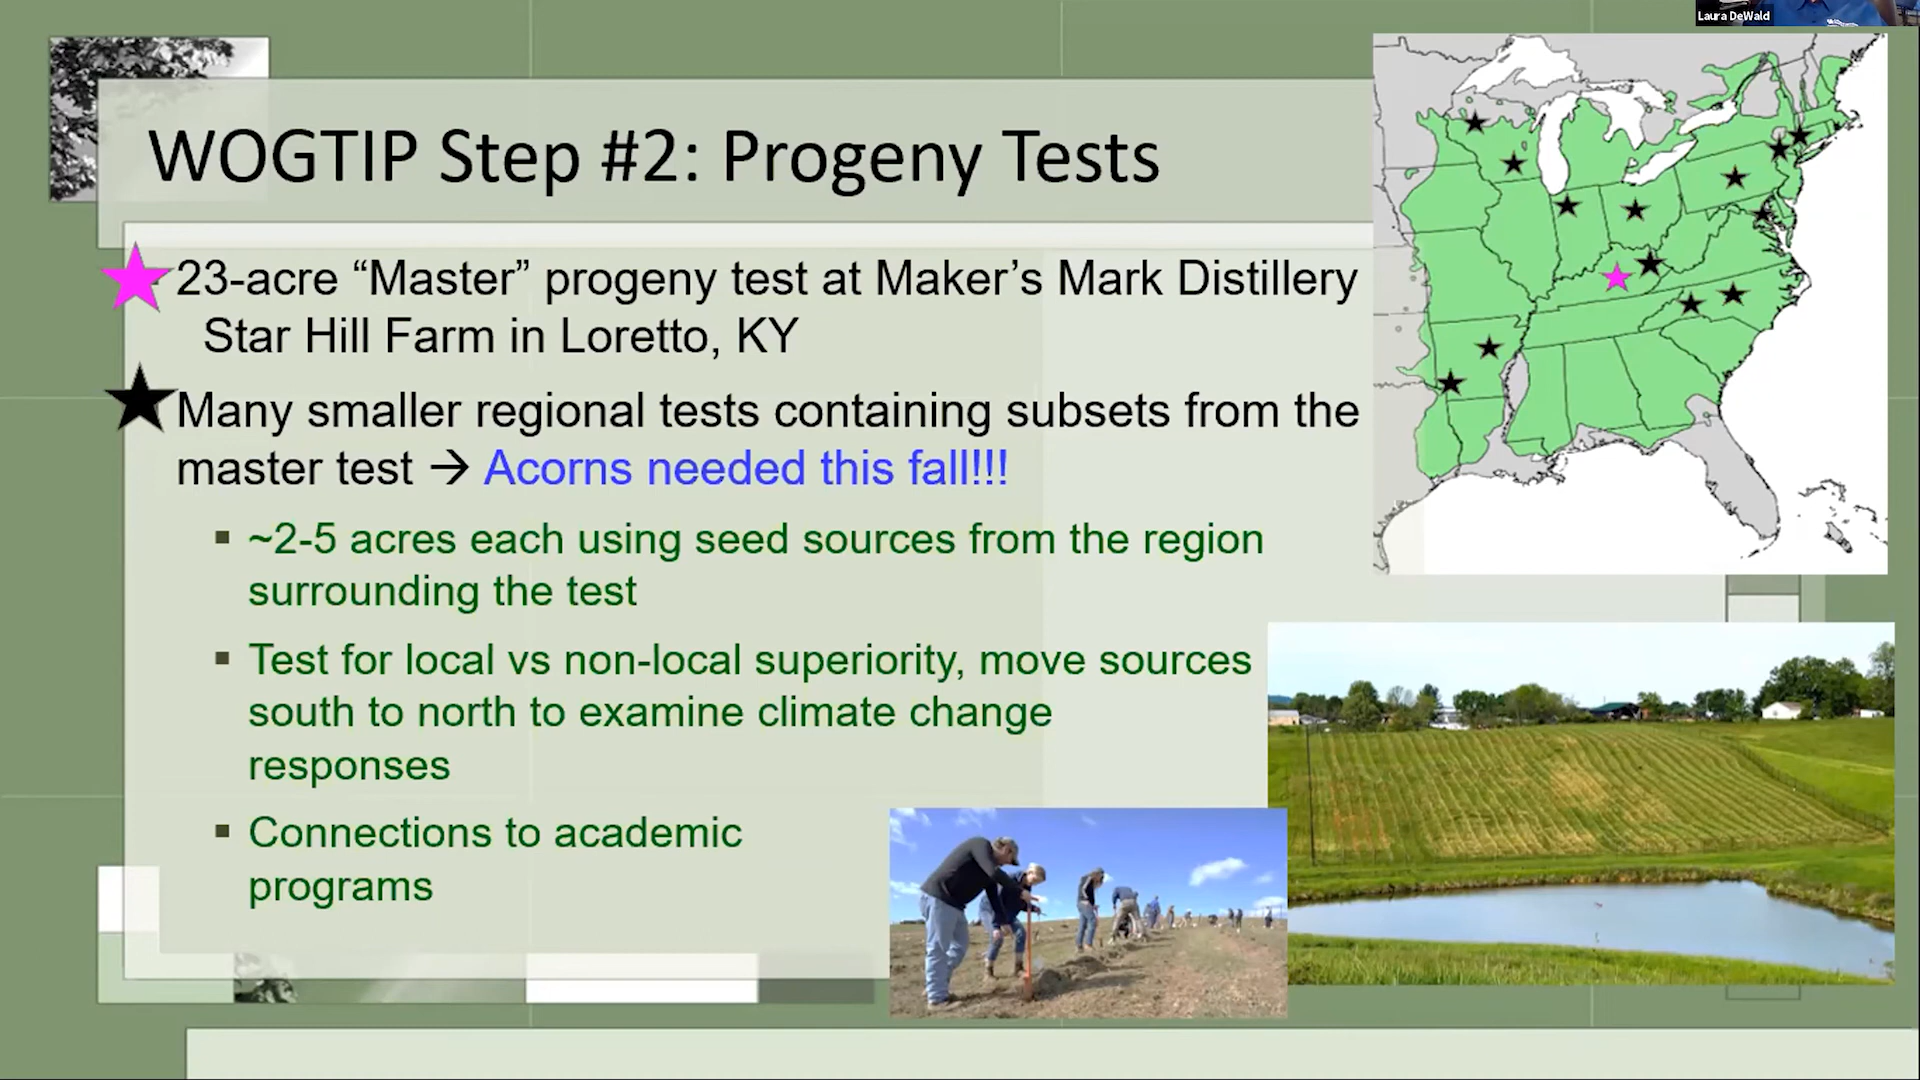 Laura DeWald
WOGTIP Step #2: Progeny Tests
23-acre “Master” progeny test at Maker’s Mark Distillery
Star Hill Farm in Loretto, KY
Many smaller regional tests containing subsets from the
master test → Acorns needed this fall!!!
▪ ~2-5 acres each using seed sources from the region
surrounding the test
▪ Test for local vs non-local superiority, move sources
south to north to examine climate change
responses
▪ Connections to academic
programs